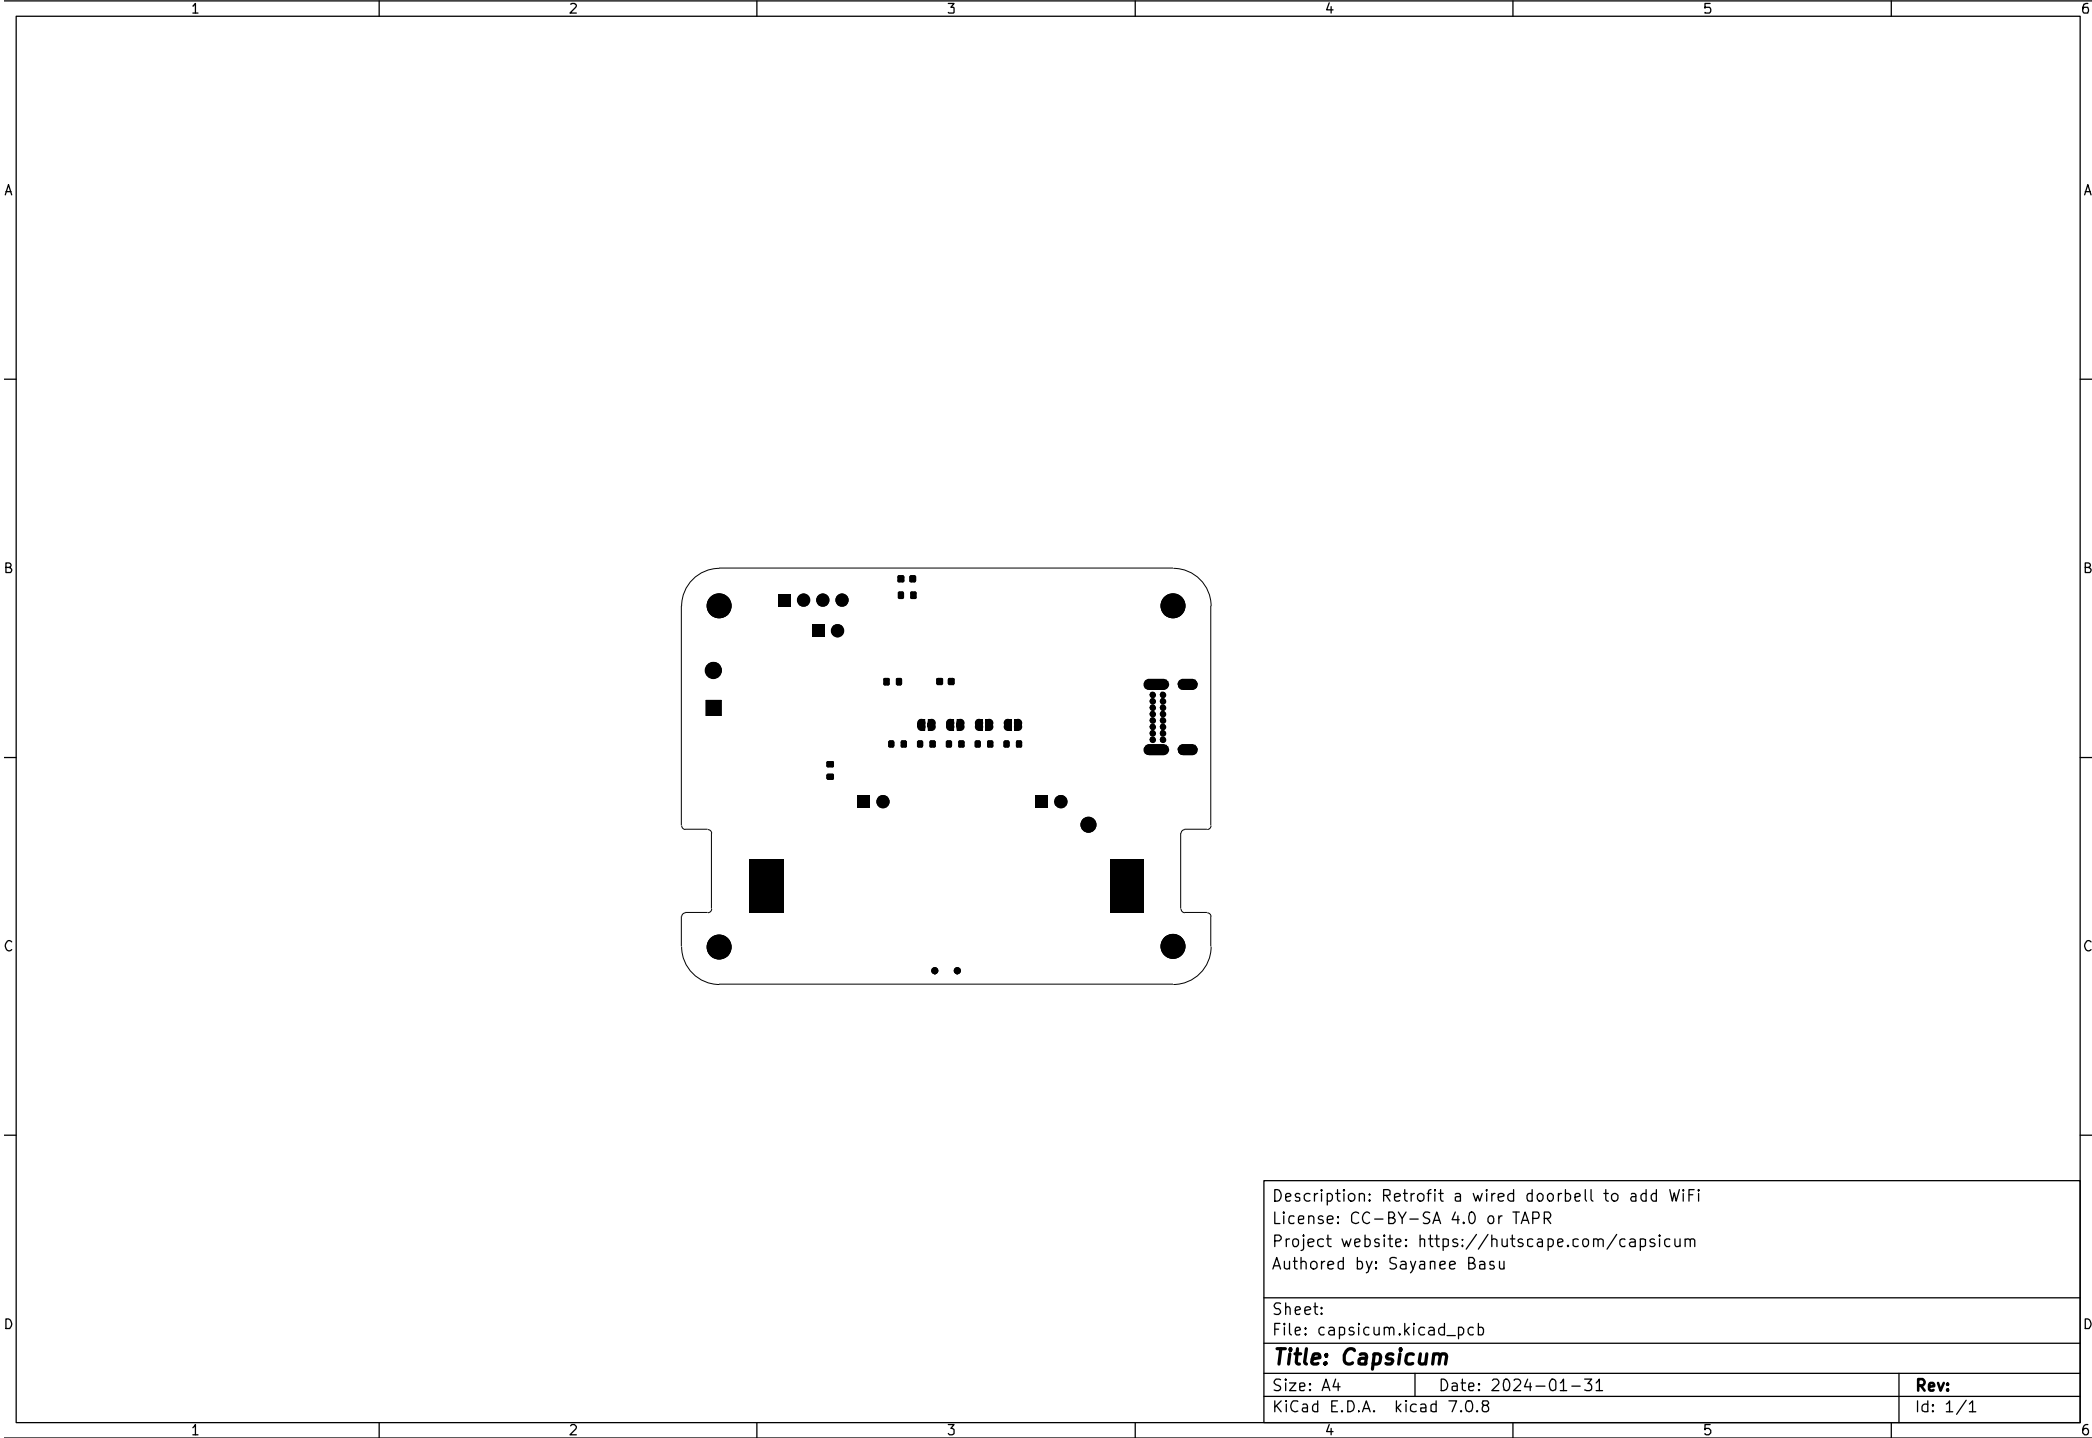 1 2 3 4 5 6
A A
B B
C C
Description: Retrofit a wired doorbell to add WiFi
License: CC-BY-SA 4.0 or TAPR
Project website: https://hutscape.com/capsicum
Authored by: Sayanee Basu
Sheet:
D D
File: capsicum.kicad_pcb
Title: Capsicum
Size: A4 Date: 2024-01-31 Rev:
KiCad E.D.A. kicad 7.0.8 Id: 1/1
1 2 3 4 5 6